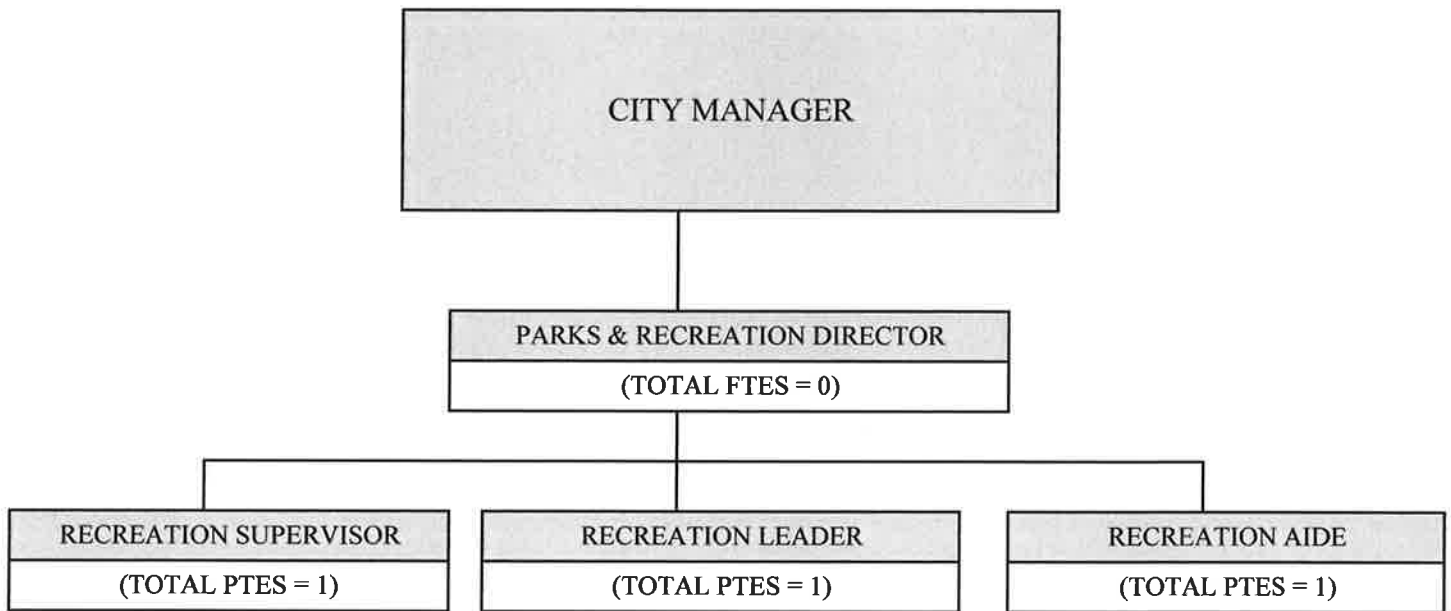 CITY MANAGER
PARKS & RECREATION DIRECTOR
(TOTAL FTES = 0)
RECREATION SUPERVISOR
(TOTAL PTES = 1)
RECREATION LEADER
(TOTAL PTES = 1)
RECREATION AIDE
(TOTAL PTES = 1)